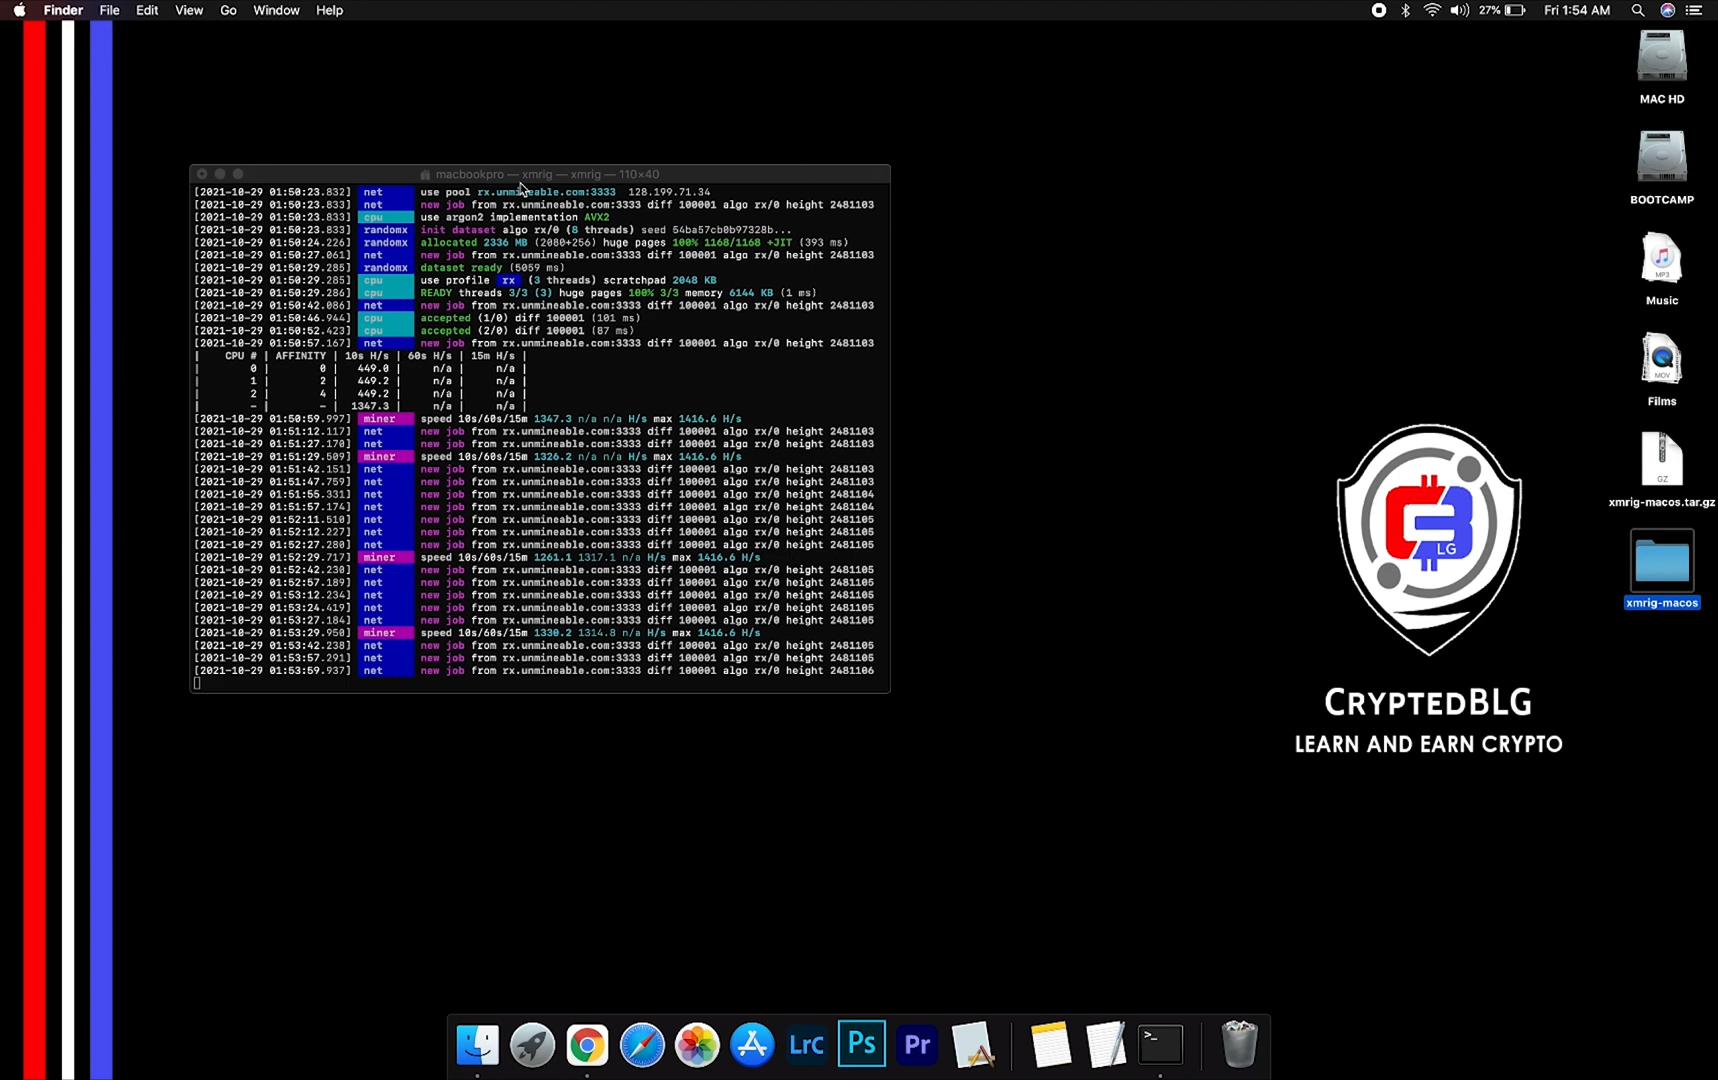 Finder File Edit View Go Window Help
27% Fri 1:54 AM
MAC HD
BOOTCAMP
MP3
Music
MOV
Films
GZ
xmrig-macos.tar.gz
xmrig-macos
macbookpro — xmrig — xmrig — 110×40
[2021-10-29 01:50:23.832] net use pool rx.unmineable.com:3333 128.199.71.34
[2021-10-29 01:50:23.833] net new job from rx.unmineable.com:3333 diff 100001 algo rx/0 height 2481103
[2021-10-29 01:50:23.833] cpu use argon2 implementation AVX2
[2021-10-29 01:50:23.833] randomx init dataset algo rx/0 (8 threads) seed 54ba57cb0b97328b...
[2021-10-29 01:50:24.226] randomx allocated 2336 MB (2080+256) huge pages 100% 1168/1168 +JIT (393 ms)
[2021-10-29 01:50:27.061] net new job from rx.unmineable.com:3333 diff 100001 algo rx/0 height 2481103
[2021-10-29 01:50:29.285] randomx dataset ready (5059 ms)
[2021-10-29 01:50:29.285] cpu use profile rx (3 threads) scratchpad 2048 KB
[2021-10-29 01:50:29.286] cpu READY threads 3/3 (3) huge pages 100% 3/3 memory 6144 KB (1 ms)
[2021-10-29 01:50:42.086] net new job from rx.unmineable.com:3333 diff 100001 algo rx/0 height 2481103
[2021-10-29 01:50:46.944] cpu accepted (1/0) diff 100001 (101 ms)
[2021-10-29 01:50:52.423] cpu accepted (2/0) diff 100001 (87 ms)
[2021-10-29 01:50:57.167] net new job from rx.unmineable.com:3333 diff 100001 algo rx/0 height 2481103
| CPU # | AFFINITY | 10s H/s | 60s H/s | 15m H/s |
| 0 | 0 | 449.0 | n/a | n/a |
| 1 | 2 | 449.2 | n/a | n/a |
| 2 | 4 | 449.2 | n/a | n/a |
| - | - | 1347.3 | n/a | n/a |
[2021-10-29 01:50:59.997] miner speed 10s/60s/15m 1347.3 n/a n/a H/s max 1416.6 H/s
[2021-10-29 01:51:12.117] net new job from rx.unmineable.com:3333 diff 100001 algo rx/0 height 2481103
[2021-10-29 01:51:27.170] net new job from rx.unmineable.com:3333 diff 100001 algo rx/0 height 2481103
[2021-10-29 01:51:29.509] miner speed 10s/60s/15m 1326.2 n/a n/a H/s max 1416.6 H/s
[2021-10-29 01:51:42.151] net new job from rx.unmineable.com:3333 diff 100001 algo rx/0 height 2481103
[2021-10-29 01:51:47.759] net new job from rx.unmineable.com:3333 diff 100001 algo rx/0 height 2481103
[2021-10-29 01:51:55.331] net new job from rx.unmineable.com:3333 diff 100001 algo rx/0 height 2481104
[2021-10-29 01:51:57.174] net new job from rx.unmineable.com:3333 diff 100001 algo rx/0 height 2481104
[2021-10-29 01:52:11.510] net new job from rx.unmineable.com:3333 diff 100001 algo rx/0 height 2481105
[2021-10-29 01:52:12.227] net new job from rx.unmineable.com:3333 diff 100001 algo rx/0 height 2481105
[2021-10-29 01:52:27.280] net new job from rx.unmineable.com:3333 diff 100001 algo rx/0 height 2481105
[2021-10-29 01:52:29.717] miner speed 10s/60s/15m 1261.1 1317.1 n/a H/s max 1416.6 H/s
[2021-10-29 01:52:42.230] net new job from rx.unmineable.com:3333 diff 100001 algo rx/0 height 2481105
[2021-10-29 01:52:57.189] net new job from rx.unmineable.com:3333 diff 100001 algo rx/0 height 2481105
[2021-10-29 01:53:12.234] net new job from rx.unmineable.com:3333 diff 100001 algo rx/0 height 2481105
[2021-10-29 01:53:24.419] net new job from rx.unmineable.com:3333 diff 100001 algo rx/0 height 2481105
[2021-10-29 01:53:27.184] net new job from rx.unmineable.com:3333 diff 100001 algo rx/0 height 2481105
[2021-10-29 01:53:29.950] miner speed 10s/60s/15m 1330.2 1314.8 n/a H/s max 1416.6 H/s
[2021-10-29 01:53:42.238] net new job from rx.unmineable.com:3333 diff 100001 algo rx/0 height 2481105
[2021-10-29 01:53:57.291] net new job from rx.unmineable.com:3333 diff 100001 algo rx/0 height 2481105
[2021-10-29 01:53:59.937] net new job from rx.unmineable.com:3333 diff 100001 algo rx/0 height 2481106
CB
LG
CRYPTEDBLG
LEARN AND EARN CRYPTO
LrC Ps Pr >_